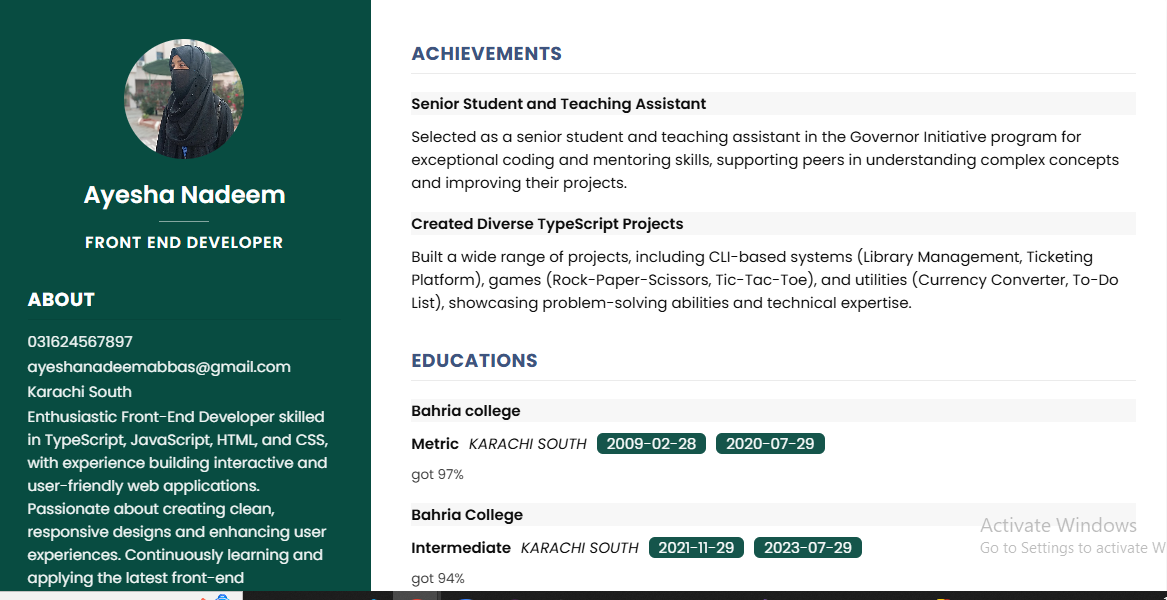 Ayesha Nadeem
FRONT END DEVELOPER
ABOUT
031624567897
ayeshanadeemabbas@gmail.com
Karachi South
Enthusiastic Front-End Developer skilled
in TypeScript, JavaScript, HTML, and CSS,
with experience building interactive and
user-friendly web applications.
Passionate about creating clean,
responsive designs and enhancing user
experiences. Continuously learning and
applying the latest front-end
ACHIEVEMENTS
Senior Student and Teaching Assistant
Selected as a senior student and teaching assistant in the Governor Initiative program for
exceptional coding and mentoring skills, supporting peers in understanding complex concepts
and improving their projects.
Created Diverse TypeScript Projects
Built a wide range of projects, including CLI-based systems (Library Management, Ticketing
Platform), games (Rock-Paper-Scissors, Tic-Tac-Toe), and utilities (Currency Converter, To-Do
List), showcasing problem-solving abilities and technical expertise.
EDUCATIONS
Bahria college
Metric KARACHI SOUTH 2009-02-28 2020-07-29
got 97%
Bahria College
Intermediate KARACHI SOUTH 2021-11-29 2023-07-29
got 94%
Activate Windows
Go to Settings to activate W